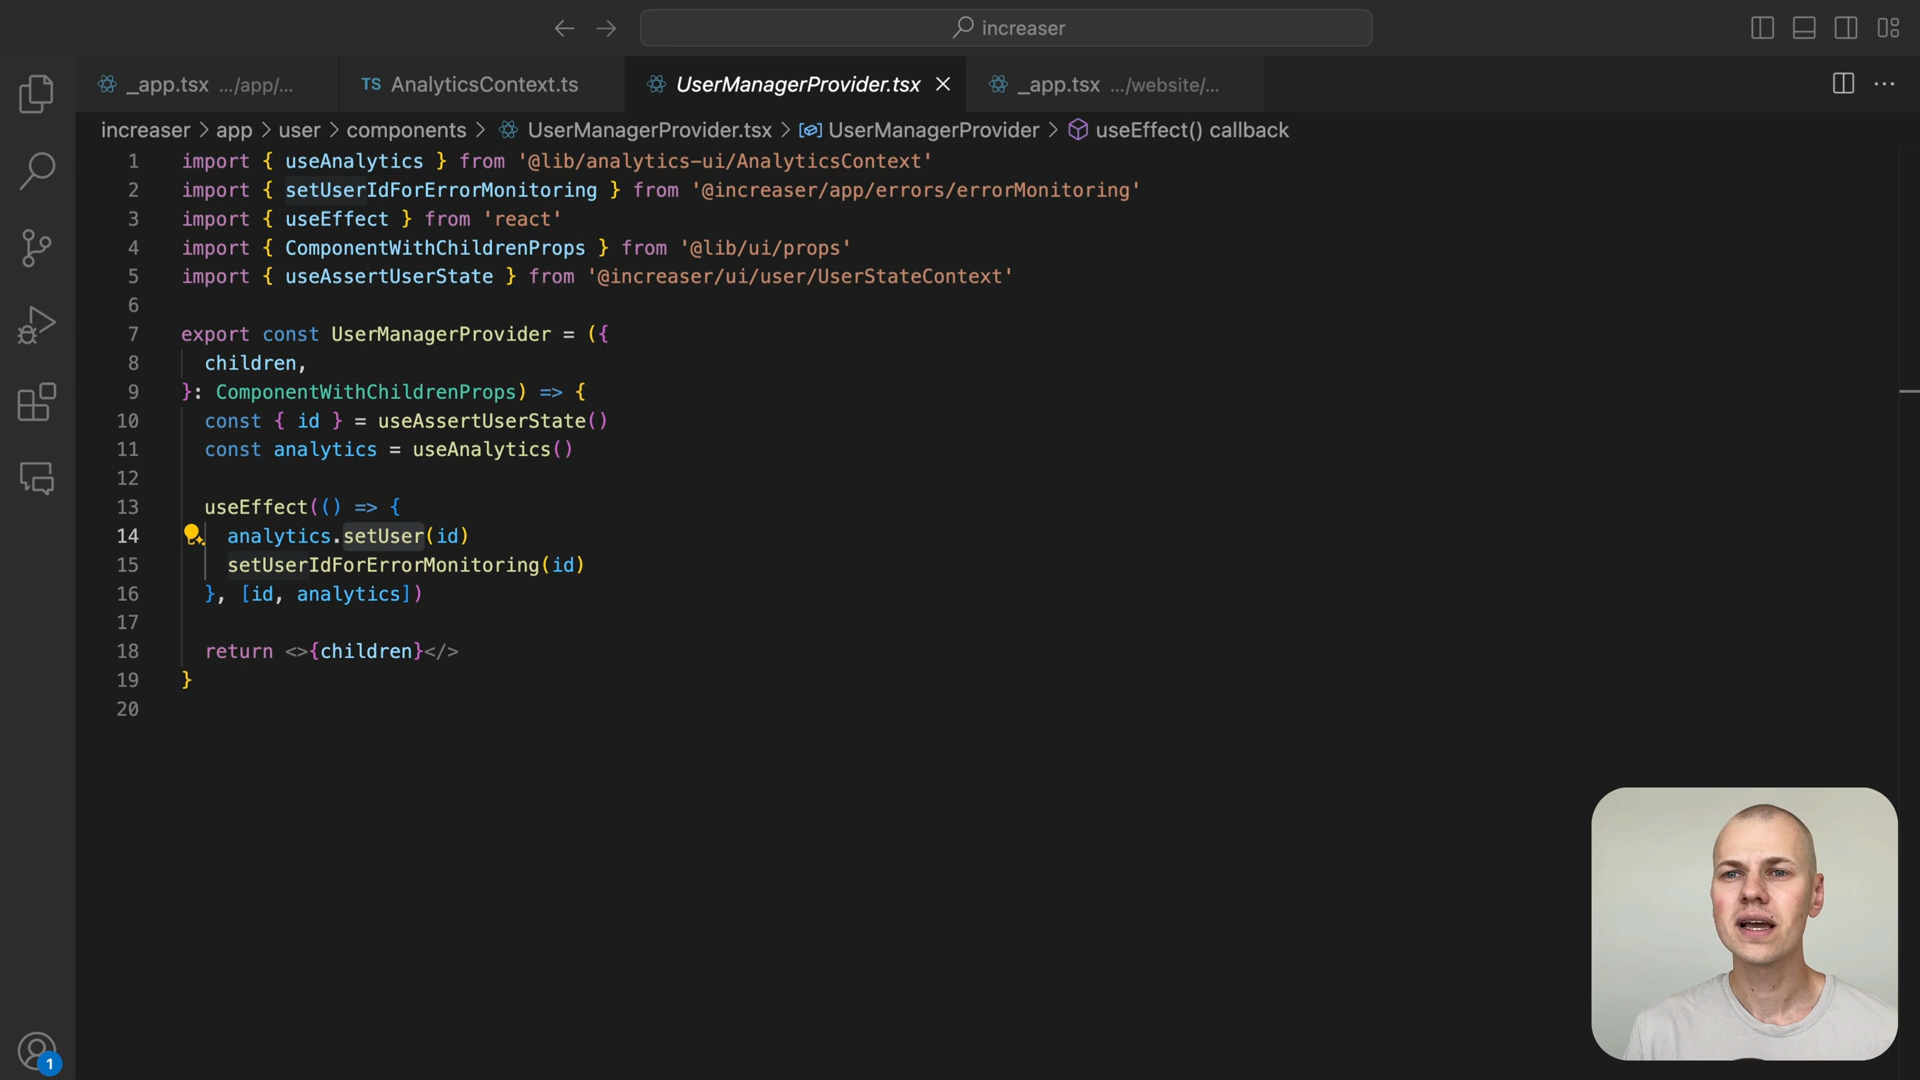 increaser
_app.tsx .../app/...
TS AnalyticsContext.ts
UserManagerProvider.tsx
_app.tsx .../website/...
increaser > app > user > components > UserManagerProvider.tsx > UserManagerProvider > useEffect() callback
1 import { useAnalytics } from '@lib/analytics-ui/AnalyticsContext'
2 import { setUserIdForErrorMonitoring } from '@increaser/app/errors/errorMonitoring'
3 import { useEffect } from 'react'
4 import { ComponentWithChildrenProps } from '@lib/ui/props'
5 import { useAssertUserState } from '@increaser/ui/user/UserStateContext'
6
7 export const UserManagerProvider = ({
8 children,
9 }: ComponentWithChildrenProps) => {
10 const { id } = useAssertUserState()
11 const analytics = useAnalytics()
12
13 useEffect(() => {
14 analytics.setUser(id)
15 setUserIdForErrorMonitoring(id)
16 }, [id, analytics])
17
18 return <>{children}</>
19 }
20
1